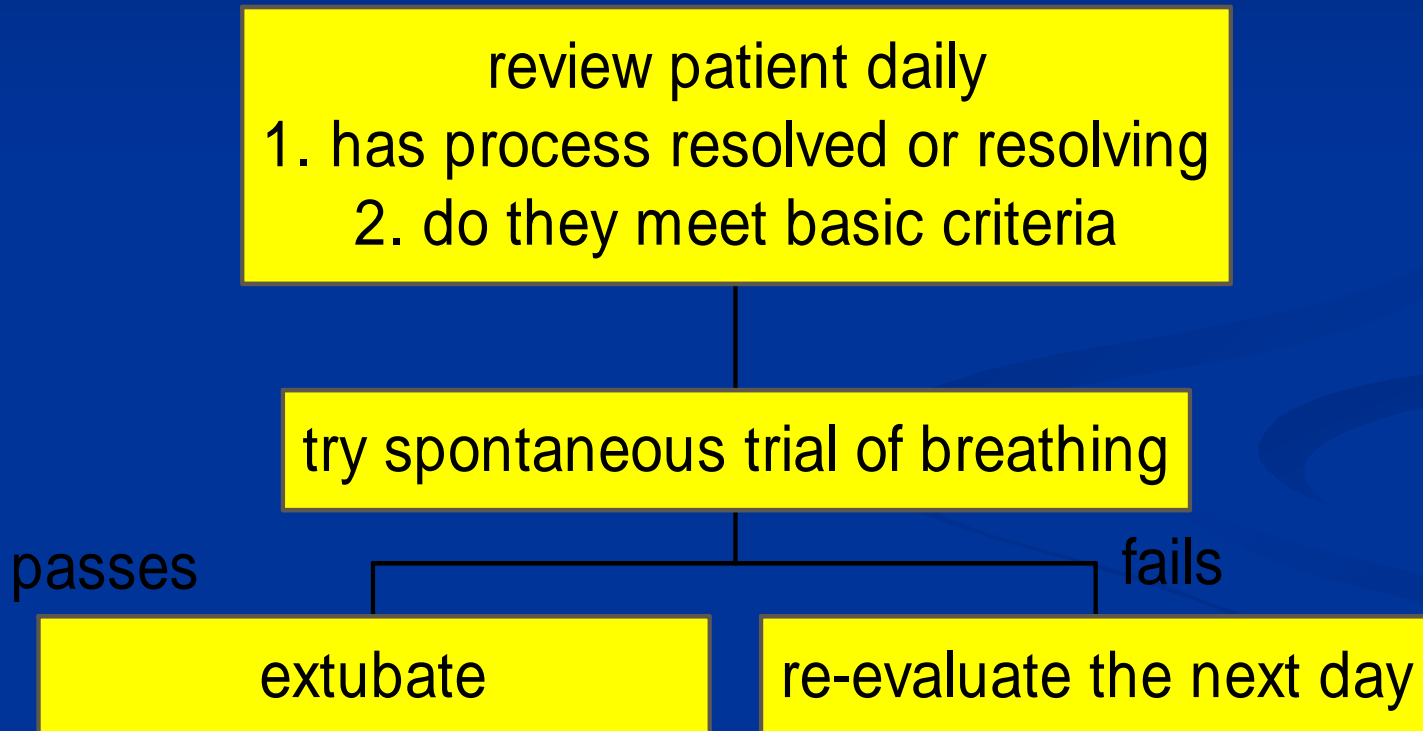 review patient daily
1. has process resolved or resolving
2. do they meet basic criteria
try spontaneous trial of breathing
passes
fails
extubate
re-evaluate the next day